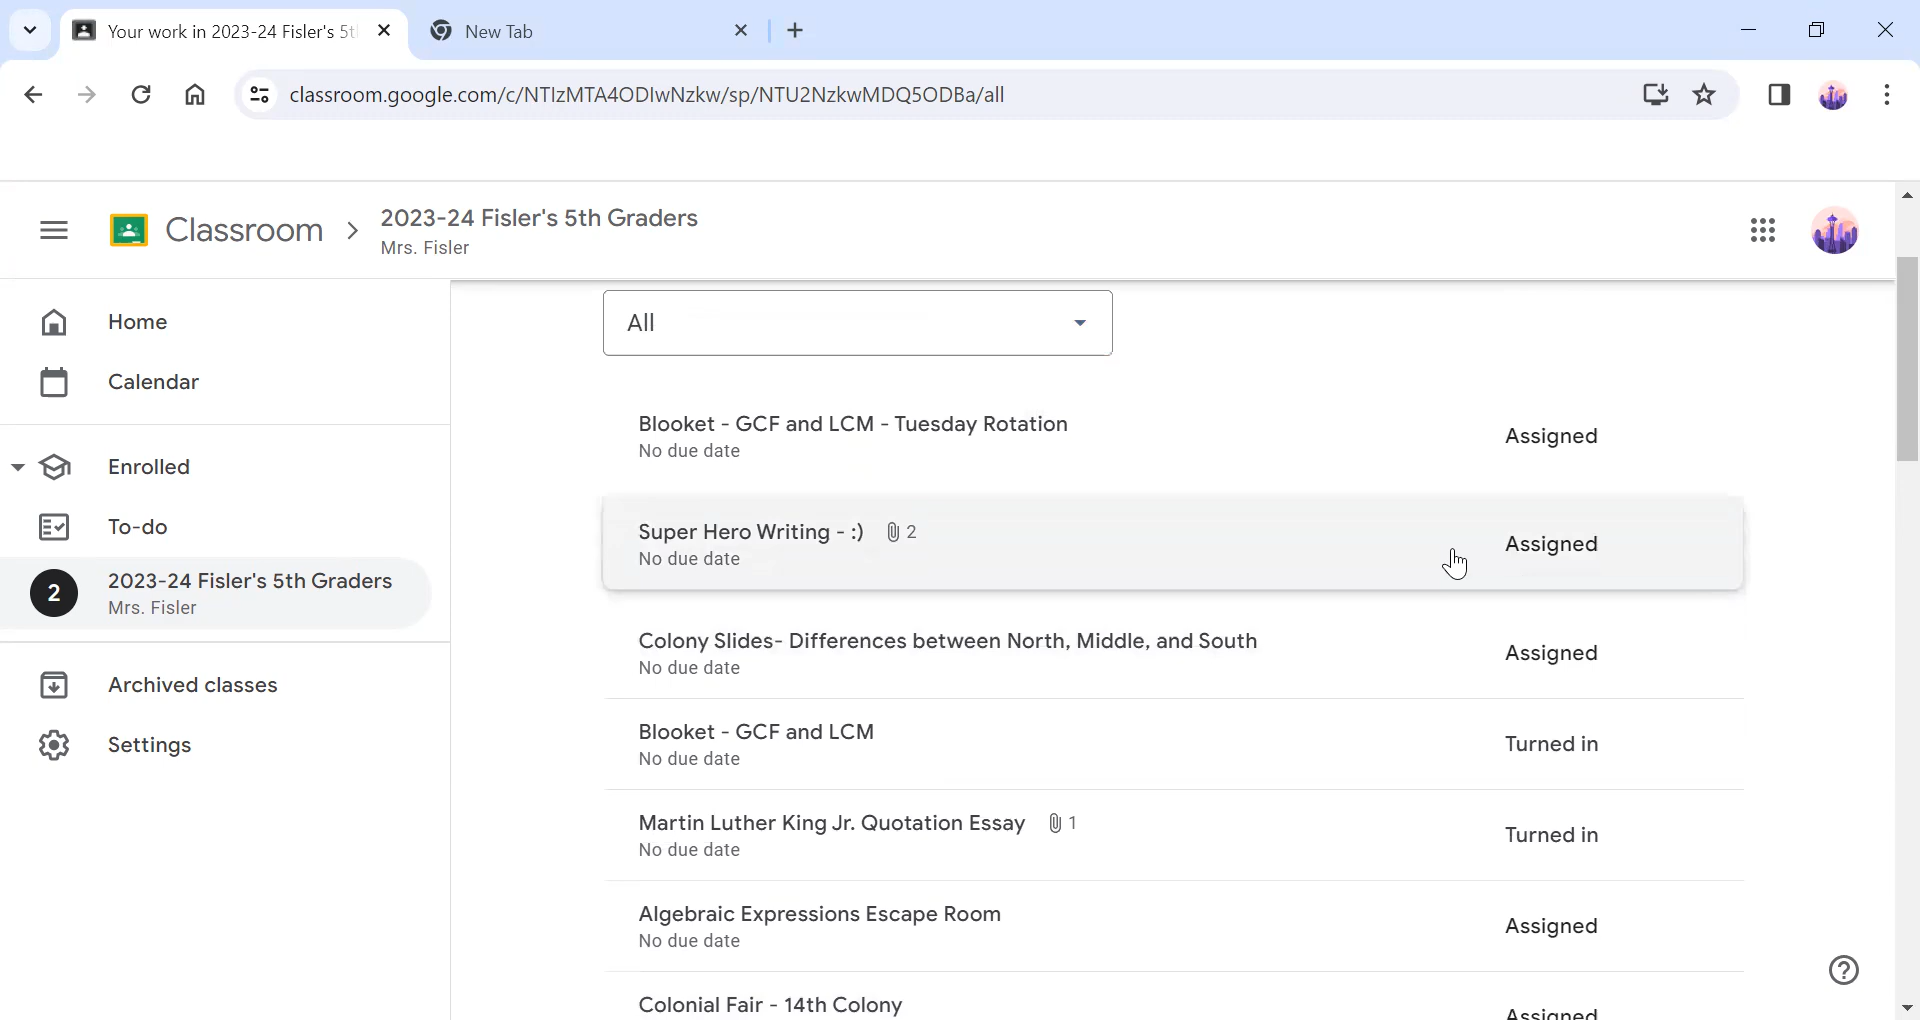 Your work in 2023-24 Fisler's 5t
New Tab
classroom.google.com/c/NTIzMTA4ODIwNzkw/sp/NTU2NzkwMDQ5ODBa/all
Classroom
2023-24 Fisler's 5th Graders
Mrs. Fisler
Home
Calendar
Enrolled
To-do
2
2023-24 Fisler's 5th Graders
Mrs. Fisler
Archived classes
Settings
All
Blooket - GCF and LCM - Tuesday Rotation
No due date
Assigned
Super Hero Writing - :) 2
No due date
Assigned
Colony Slides- Differences between North, Middle, and South
No due date
Assigned
Blooket - GCF and LCM
No due date
Turned in
Martin Luther King Jr. Quotation Essay 1
No due date
Turned in
Algebraic Expressions Escape Room
No due date
Assigned
Colonial Fair - 14th Colony
Assigned